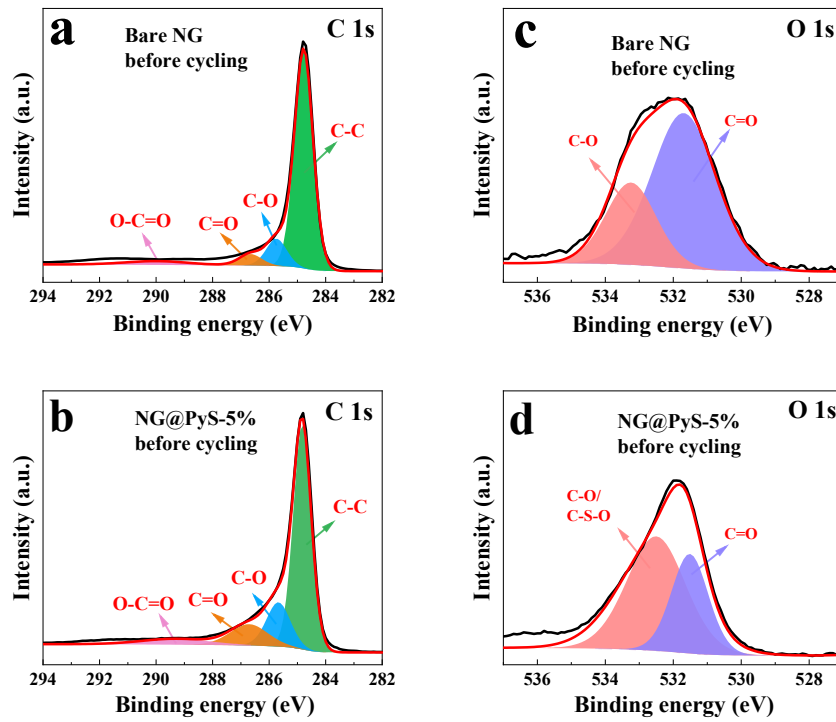 a
Bare NG
before cycling
C 1s
C-C
C-O
C=O
O-C=O
Intensity (a.u.)
294 292 290 288 286 284 282
Binding energy (eV)
c
Bare NG
before cycling
O 1s
C-O
C=O
Intensity (a.u.)
536 534 532 530 528
Binding energy (eV)
b
NG@PyS-5%
before cycling
C 1s
C-C
C-O
C=O
O-C=O
Intensity (a.u.)
294 292 290 288 286 284 282
Binding energy (eV)
d
NG@PyS-5%
before cycling
O 1s
C-O/
C-S-O
C=O
Intensity (a.u.)
536 534 532 530 528
Binding energy (eV)